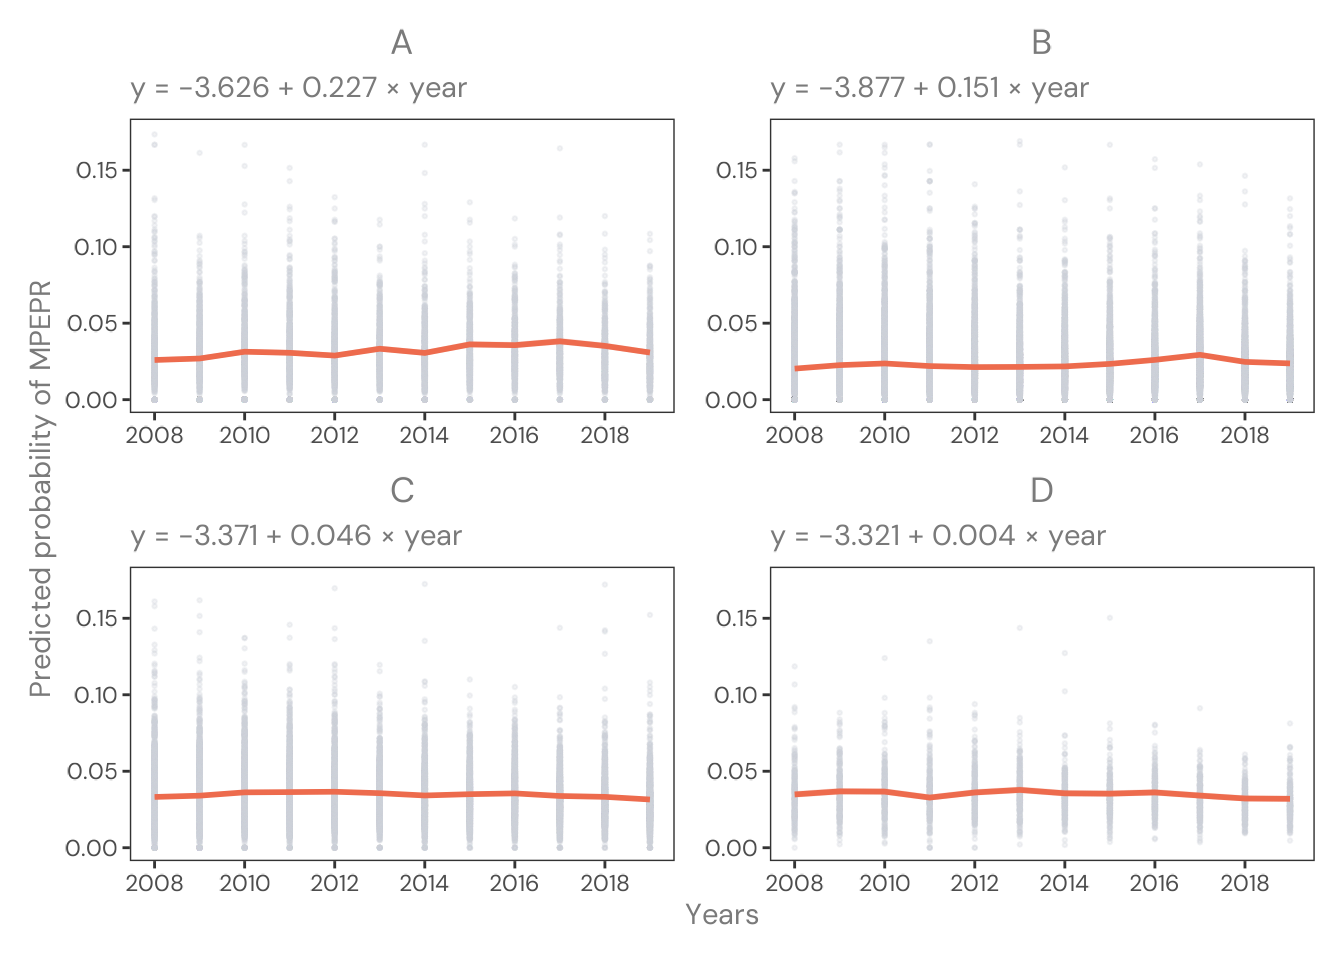 A
y = −3.626 + 0.227 × year
0.15
0.10
0.05
0.00
2008 2010 2012 2014 2016 2018
B
y = −3.877 + 0.151 × year
0.15
0.10
0.05
0.00
2008 2010 2012 2014 2016 2018
C
y = −3.371 + 0.046 × year
0.15
0.10
0.05
0.00
2008 2010 2012 2014 2016 2018
D
y = −3.321 + 0.004 × year
0.15
0.10
0.05
0.00
2008 2010 2012 2014 2016 2018
Predicted probability of MPEPR
Years